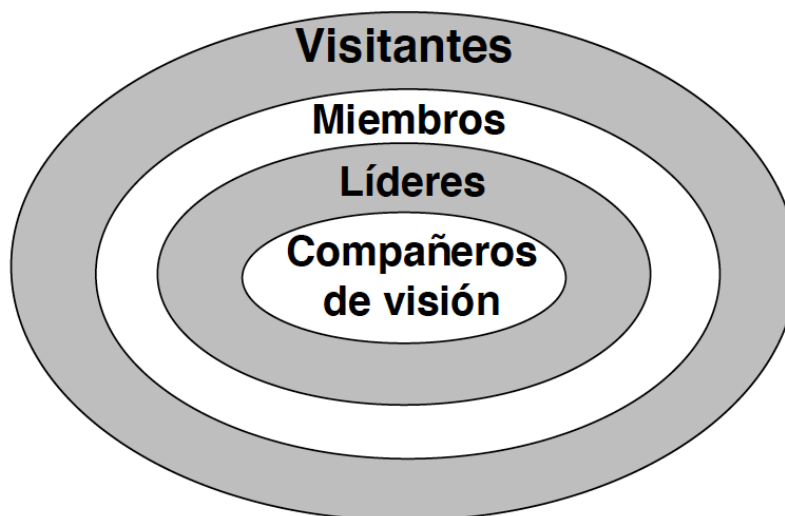 Visitantes
Miembros
Líderes
Compañeros
de visión